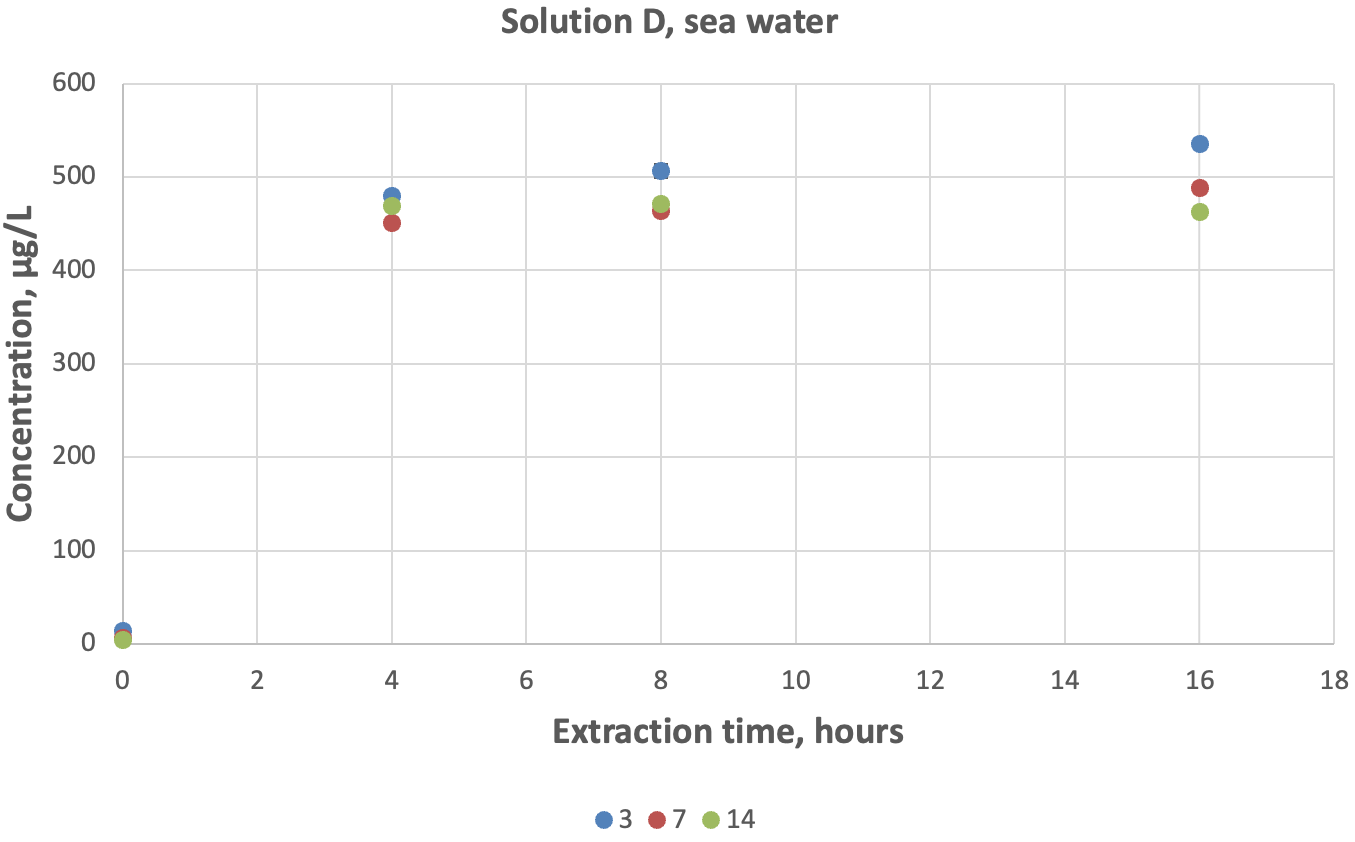 Solution D, sea water
600
500
400
300
200
100
0
Concentration, µg/L
0 2 4 6 8 10 12 14 16 18
Extraction time, hours
3 7 14